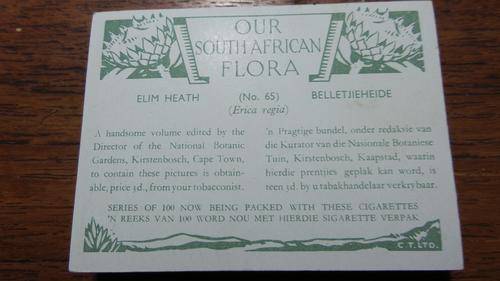 OUR
SOUTH AFRICAN
FLORA
ELIM HEATH (No. 65) BELLETJIEHEIDE
(Erica regia)
A handsome volume edited by the
Director of the National Botanic
Gardens, Kirstenbosch, Cape Town,
to contain these pictures is obtain-
able, price 3d., from your tobacconist.
'n Pragtige bundel, onder redaksie van
die Kurator van die Nasionale Botaniese
Tuin, Kirstenbosch, Kaapstad, waarin
hierdie prentjies geplak kan word, is
teen 3d. by u tabakhandelaar verkrybaar.
SERIES OF 100 NOW BEING PACKED WITH THESE CIGARETTES
'N REEKS VAN 100 WORD NOU MET HIERDIE SIGARETTE VERPAK
C.T. LTD.